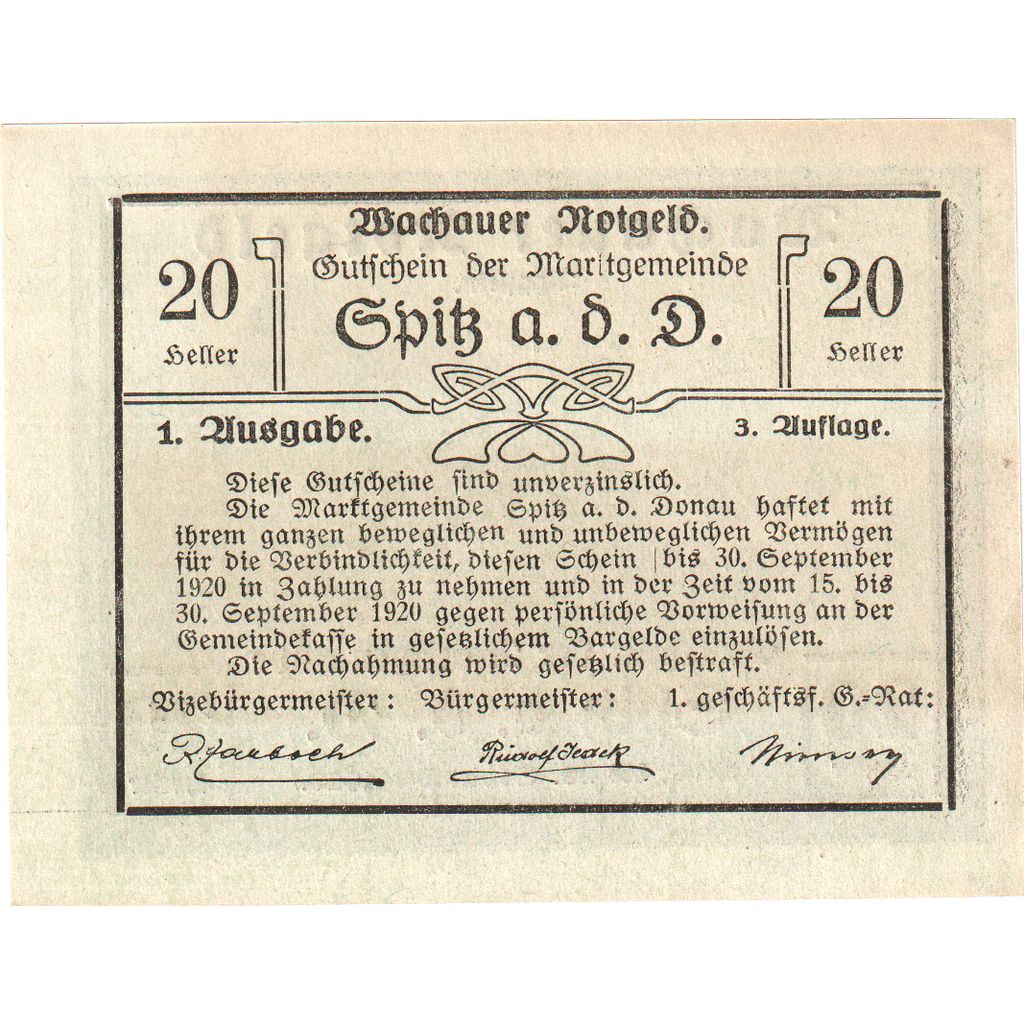 Wachauer Notgeld.
20 Heller
Gutschein der Marktgemeinde
20 Heller
Spitz a. d. D.
1. Ausgabe.
3. Auflage.
Diese Gutscheine sind unverzinslich.
Die Marktgemeinde Spitz a. d. Donau haftet mit
ihrem ganzen beweglichen und unbeweglichen Vermögen
für die Verbindlichkeit, diesen Schein bis 30. September
1920 in Zahlung zu nehmen und in der Zeit vom 15. bis
30. September 1920 gegen persönliche Vorweisung an der
Gemeindekasse in gesetzlichem Bargelde einzulösen.
Die Nachahmung wird gesetzlich bestraft.
Vizebürgermeister: Bürgermeister: 1. geschäftsf. G.-Rat:
Rudolf